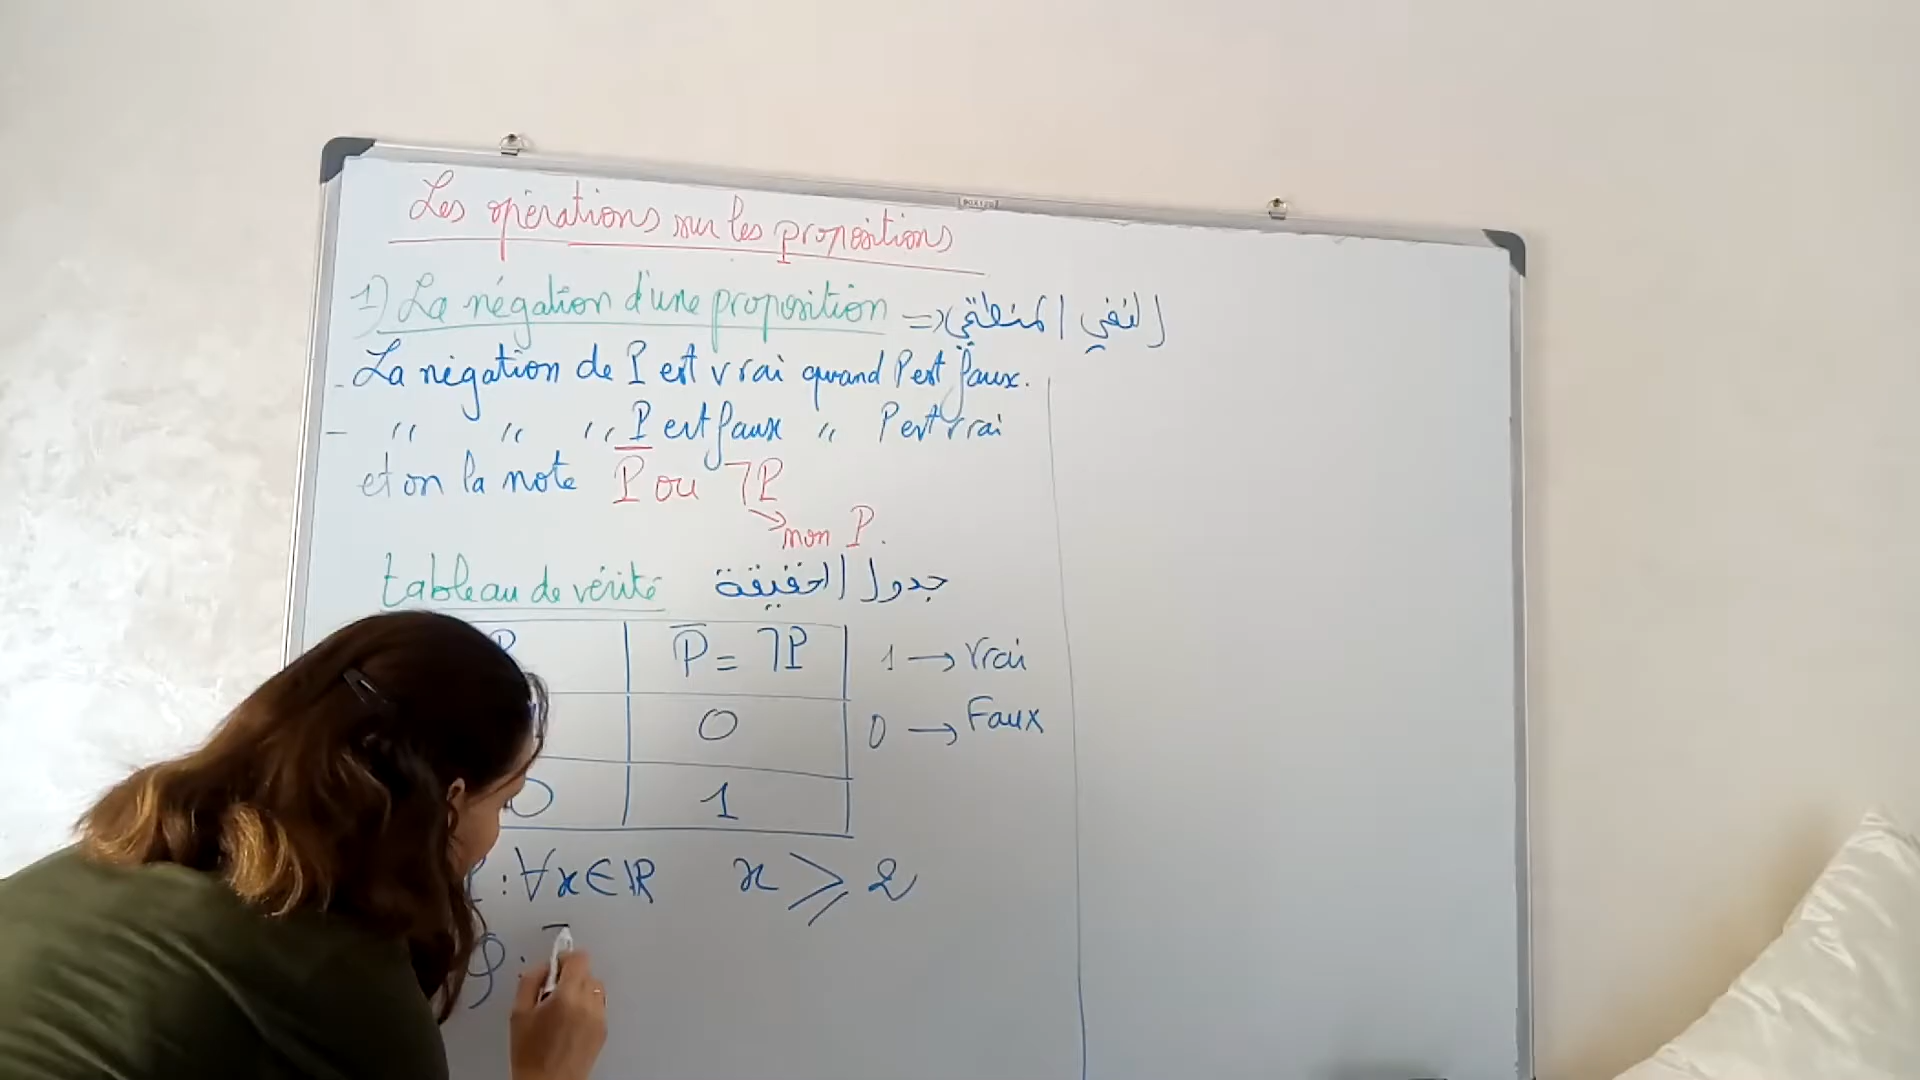 Les opérations sur les propositions
1) La négation d'une proposition => النفي المنطقي
- La négation de P est vrai quand P est faux.
- " " " P est faux " P est vrai
et on la note P̅ ou ⅂P
→ non P.
tableau de vérité جدول الحقيقة
P P̅ = ⅂P 1 → Vrai
0 0 → Faux
0 1
: ∀x∈ℝ x ⩾ 2
φ :